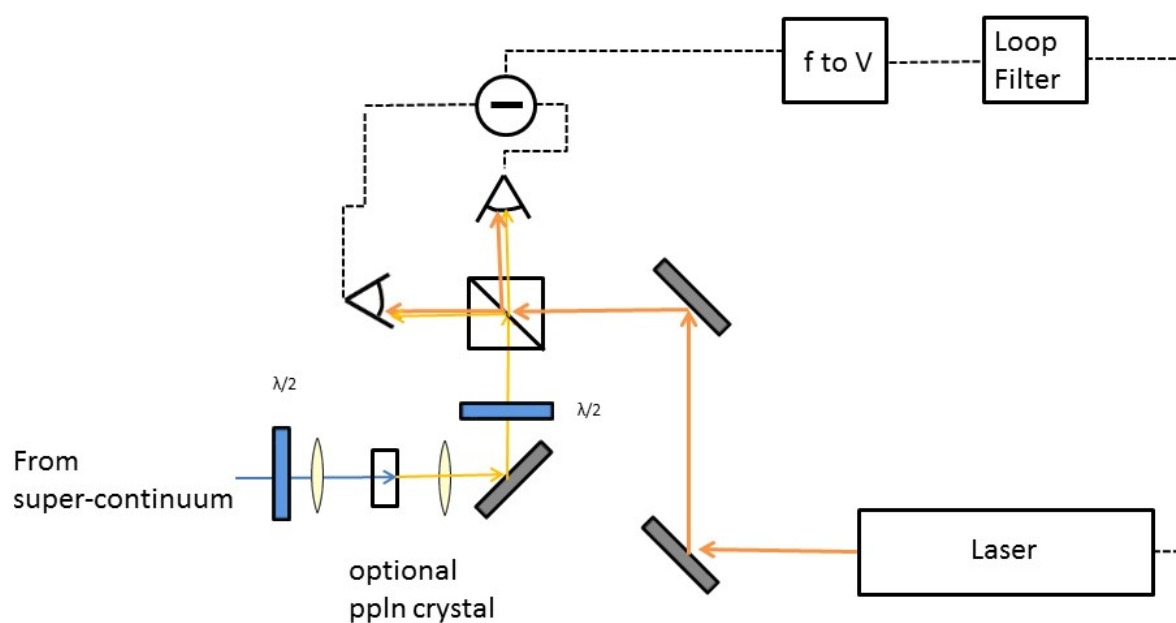 f to V
Loop
Filter
λ/2
λ/2
From
super-continuum
optional
ppln crystal
Laser